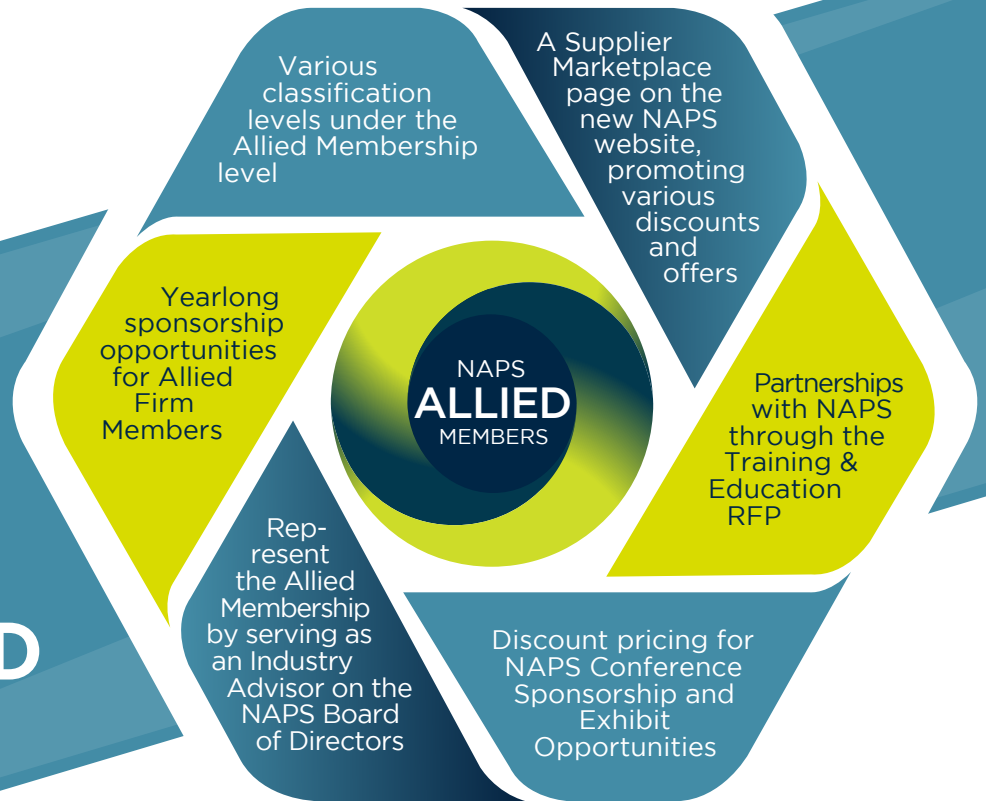 Various
classification
levels under the
Allied Membership
level
A Supplier
Marketplace
page on the
new NAPS
website,
promoting
various
discounts
and
offers
Yearlong
sponsorship
opportunities
for Allied
Firm
Members
NAPS
ALLIED
MEMBERS
Partnerships
with NAPS
through the
Training &
Education
RFP
Rep-
resent
the Allied
Membership
by serving as
an Industry
Advisor on the
NAPS Board
of Directors
Discount pricing for
NAPS Conference
Sponsorship and
Exhibit
Opportunities
D